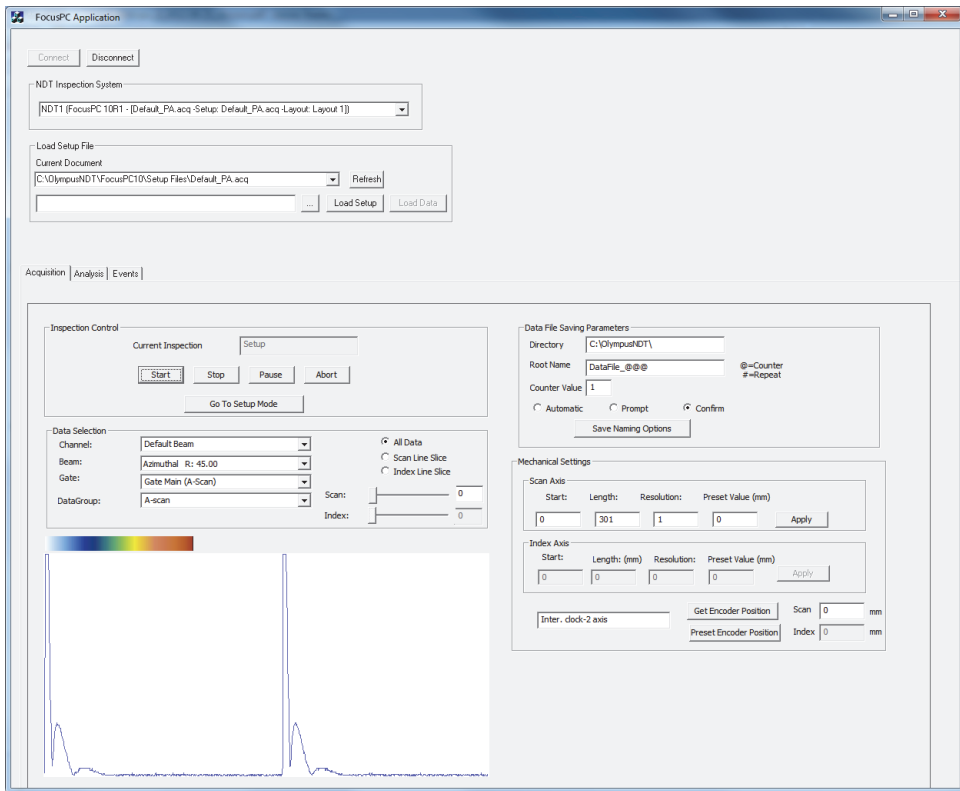 FocusPC Application
Connect Disconnect
NDT Inspection System
NDT1 (FocusPC 10R1 - [Default_PA.acq -Setup: Default_PA.acq -Layout: Layout 1])
Load Setup File
Current Document
C:\OlympusNDT\FocusPC10\Setup Files\Default_PA.acq Refresh
... Load Setup Load Data
Acquisition Analysis Events
Inspection Control
Current Inspection Setup
Start Stop Pause Abort
Go To Setup Mode
Data Selection
Channel: Default Beam
Beam: Azimuthal R: 45.00
Gate: Gate Main (A-Scan)
DataGroup: A-scan
All Data
Scan Line Slice
Index Line Slice
Scan: 0
Index: 0
Data File Saving Parameters
Directory C:\OlympusNDT\
Root Name DataFile_@@@ @=Counter
#=Repeat
Counter Value 1
Automatic Prompt Confirm
Save Naming Options
Mechanical Settings
Scan Axis
Start: Length: Resolution: Preset Value (mm)
0 301 1 0 Apply
Index Axis
Start: Length: (mm) Resolution: Preset Value (mm)
0 0 0 0 Apply
Inter. clock-2 axis Get Encoder Position Scan 0 mm
Preset Encoder Position Index 0 mm